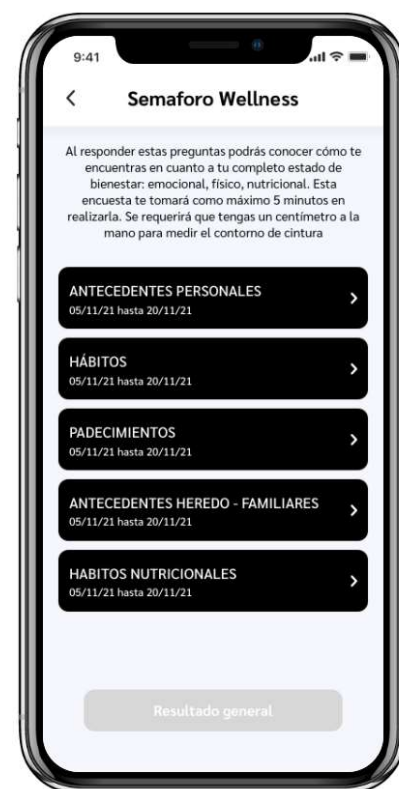 9:41
Semaforo Wellness
Al responder estas preguntas podrás conocer cómo te
encuentras en cuanto a tu completo estado de
bienestar: emocional, físico, nutricional. Esta
encuesta te tomará como máximo 5 minutos en
realizarla. Se requerirá que tengas un centímetro a la
mano para medir el contorno de cintura
ANTECEDENTES PERSONALES
05/11/21 hasta 20/11/21
HÁBITOS
05/11/21 hasta 20/11/21
PADECIMIENTOS
05/11/21 hasta 20/11/21
ANTECEDENTES HEREDO - FAMILIARES
05/11/21 hasta 20/11/21
HABITOS NUTRICIONALES
05/11/21 hasta 20/11/21
Resultado general